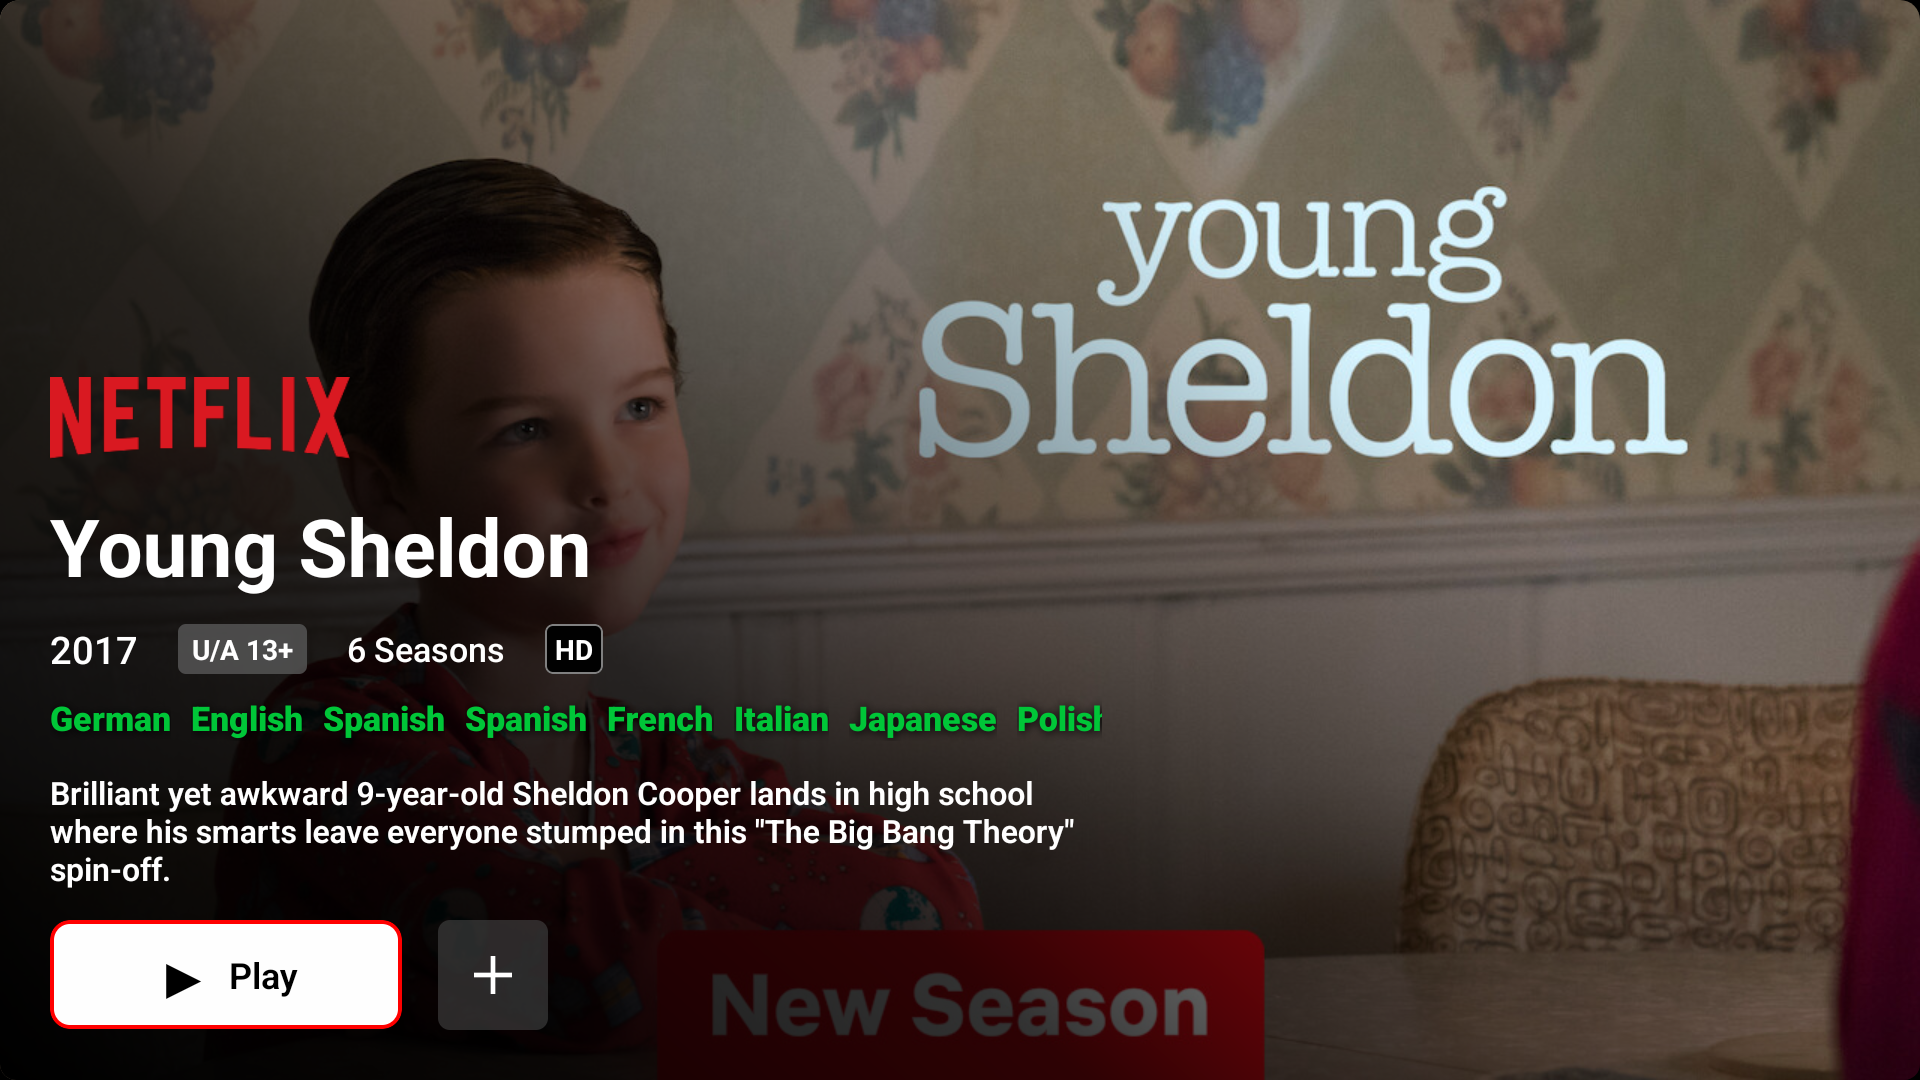 young
Sheldon
NETFLIX
Young Sheldon
2017 U/A 13+ 6 Seasons HD
German English Spanish Spanish French Italian Japanese Polish
Brilliant yet awkward 9-year-old Sheldon Cooper lands in high school
where his smarts leave everyone stumped in this "The Big Bang Theory"
spin-off.
Play
New Season